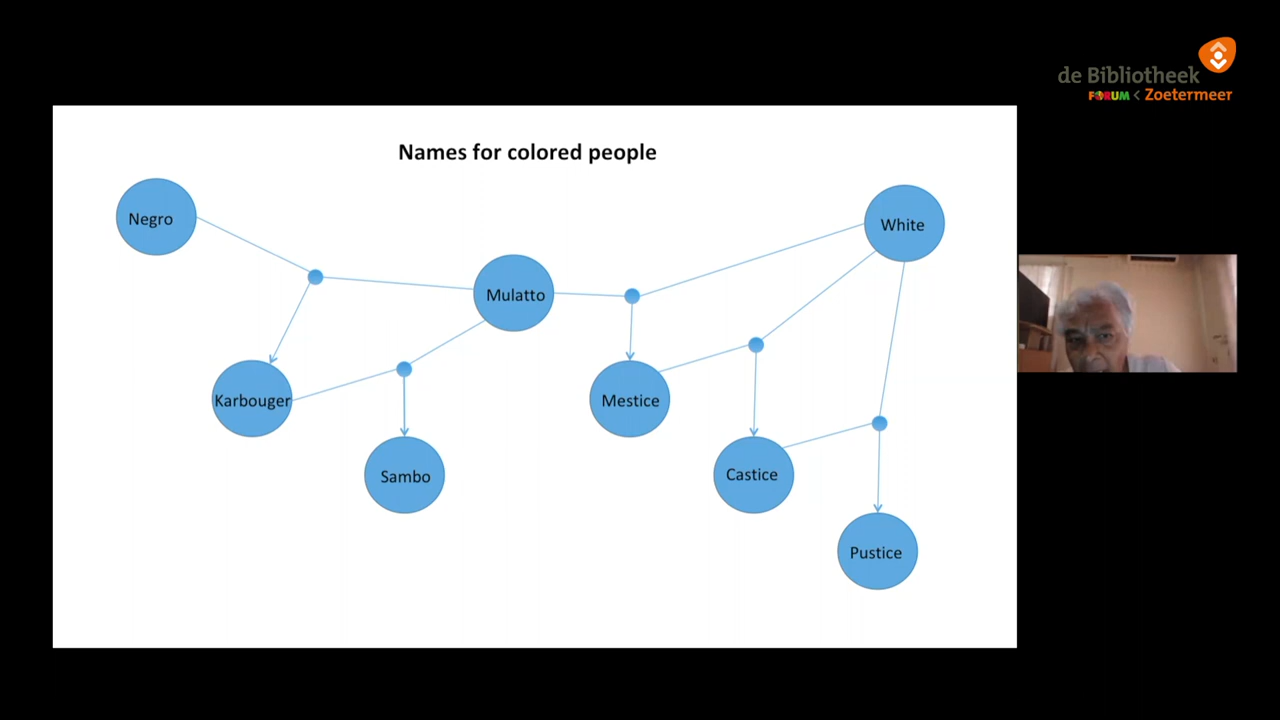 de Bibliotheek
FORUM < Zoetermeer
Names for colored people
Negro
White
Mulatto
Karbouger
Mestice
Sambo
Castice
Pustice